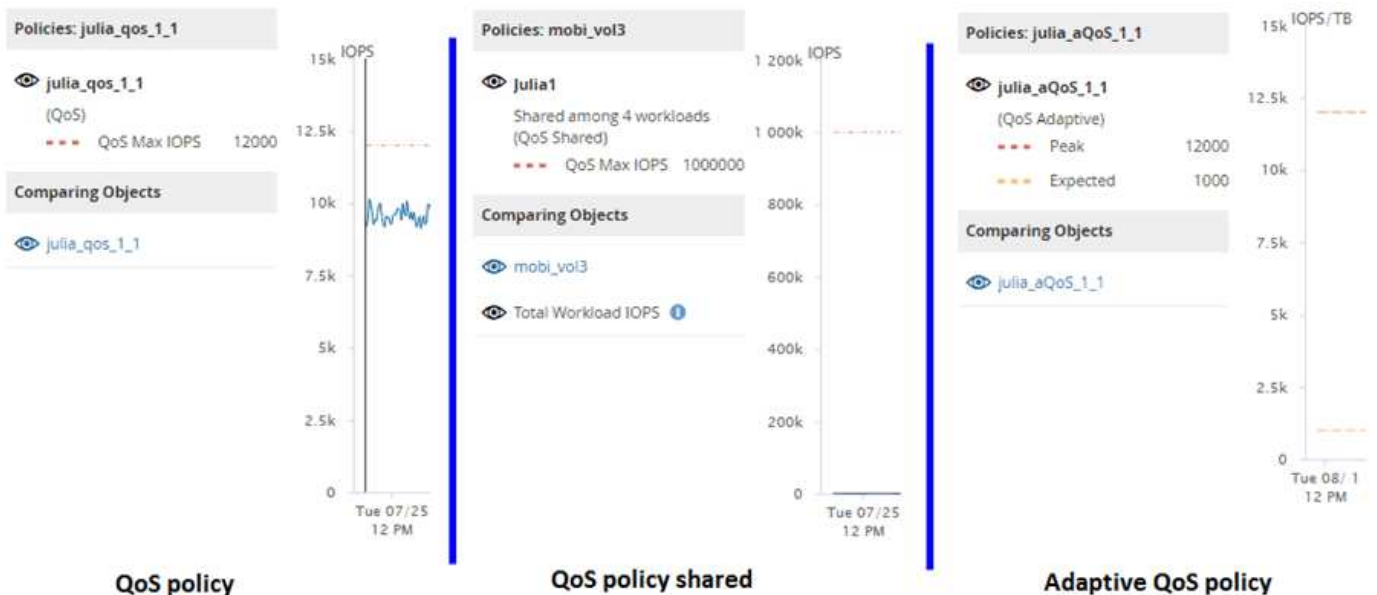 Policies: julia_qos_1_1
julia_qos_1_1
(QoS)
QoS Max IOPS 12000
Comparing Objects
julia_qos_1_1
IOPS
15k
12.5k
10k
7.5k
5k
2.5k
0
Tue 07/25
12 PM
QoS policy
Policies: mobi_vol3
Julia1
Shared among 4 workloads
(QoS Shared)
QoS Max IOPS 1000000
Comparing Objects
mobi_vol3
Total Workload IOPS
IOPS
1 200k
1 000k
800k
600k
400k
200k
0
Tue 07/25
12 PM
QoS policy shared
Policies: julia_aQoS_1_1
julia_aQoS_1_1
(QoS Adaptive)
Peak 12000
Expected 1000
Comparing Objects
julia_aQoS_1_1
IOPS/TB
15k
12.5k
10k
7.5k
5k
2.5k
0
Tue 08/ 1
12 PM
Adaptive QoS policy